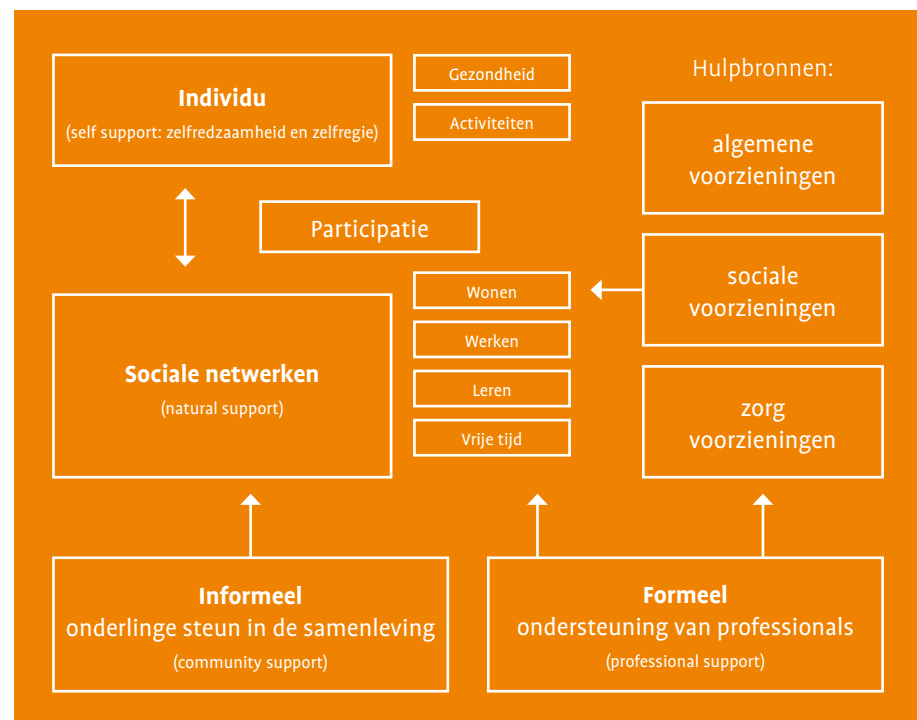 Individu
(self support: zelfredzaamheid en zelfregie)
Gezondheid
Activiteiten
Hulpbronnen:
algemene
voorzieningen
Participatie
sociale
voorzieningen
Wonen
Werken
Leren
Vrije tijd
Sociale netwerken
(natural support)
zorg
voorzieningen
Informeel
onderlinge steun in de samenleving
(community support)
Formeel
ondersteuning van professionals
(professional support)